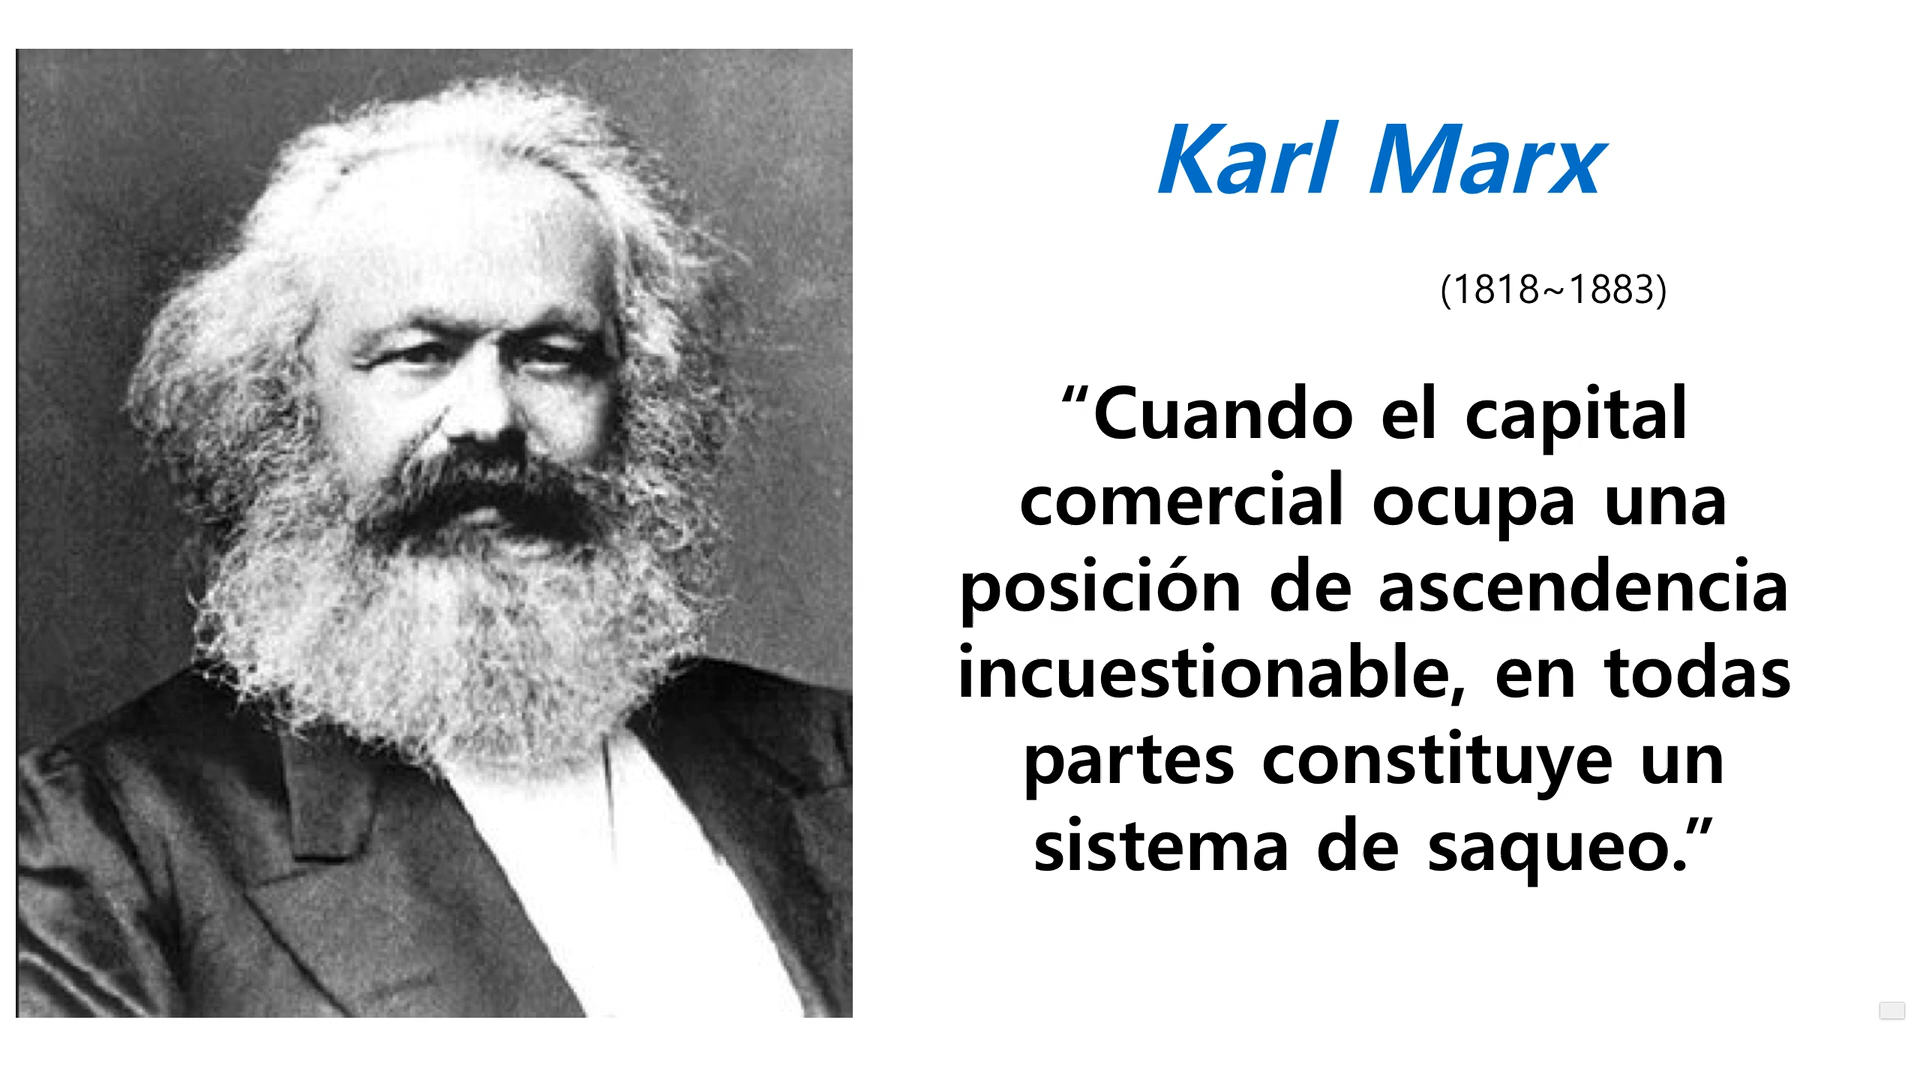 Karl Marx
(1818~1883)
“Cuando el capital
comercial ocupa una
posición de ascendencia
incuestionable, en todas
partes constituye un
sistema de saqueo.”